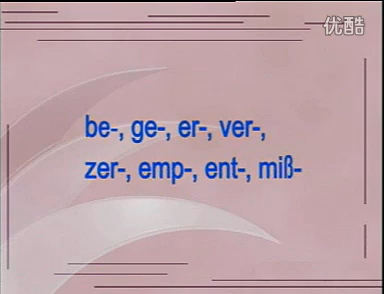 优酷
be-, ge-, er-, ver-,
zer-, emp-, ent-, miß-